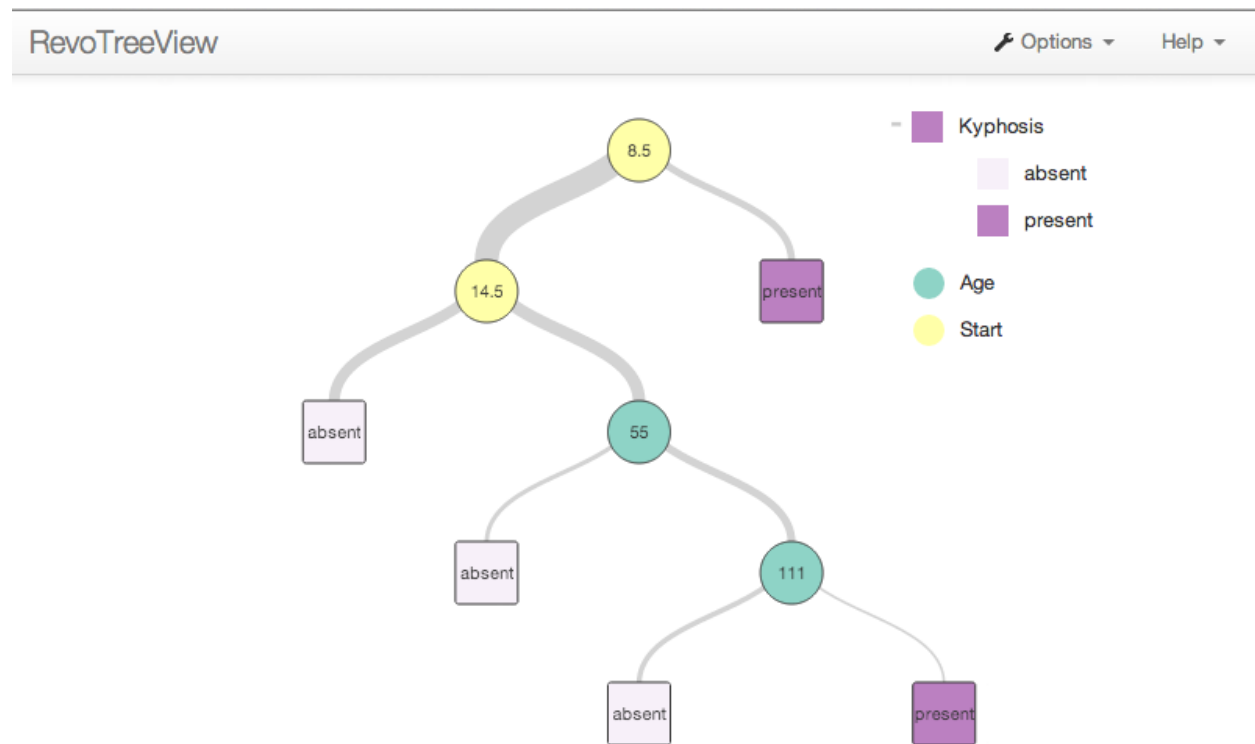 RevoTreeView Options Help
8.5 Kyphosis
absent
present
14.5 present Age
Start
absent 55
absent 111
absent present